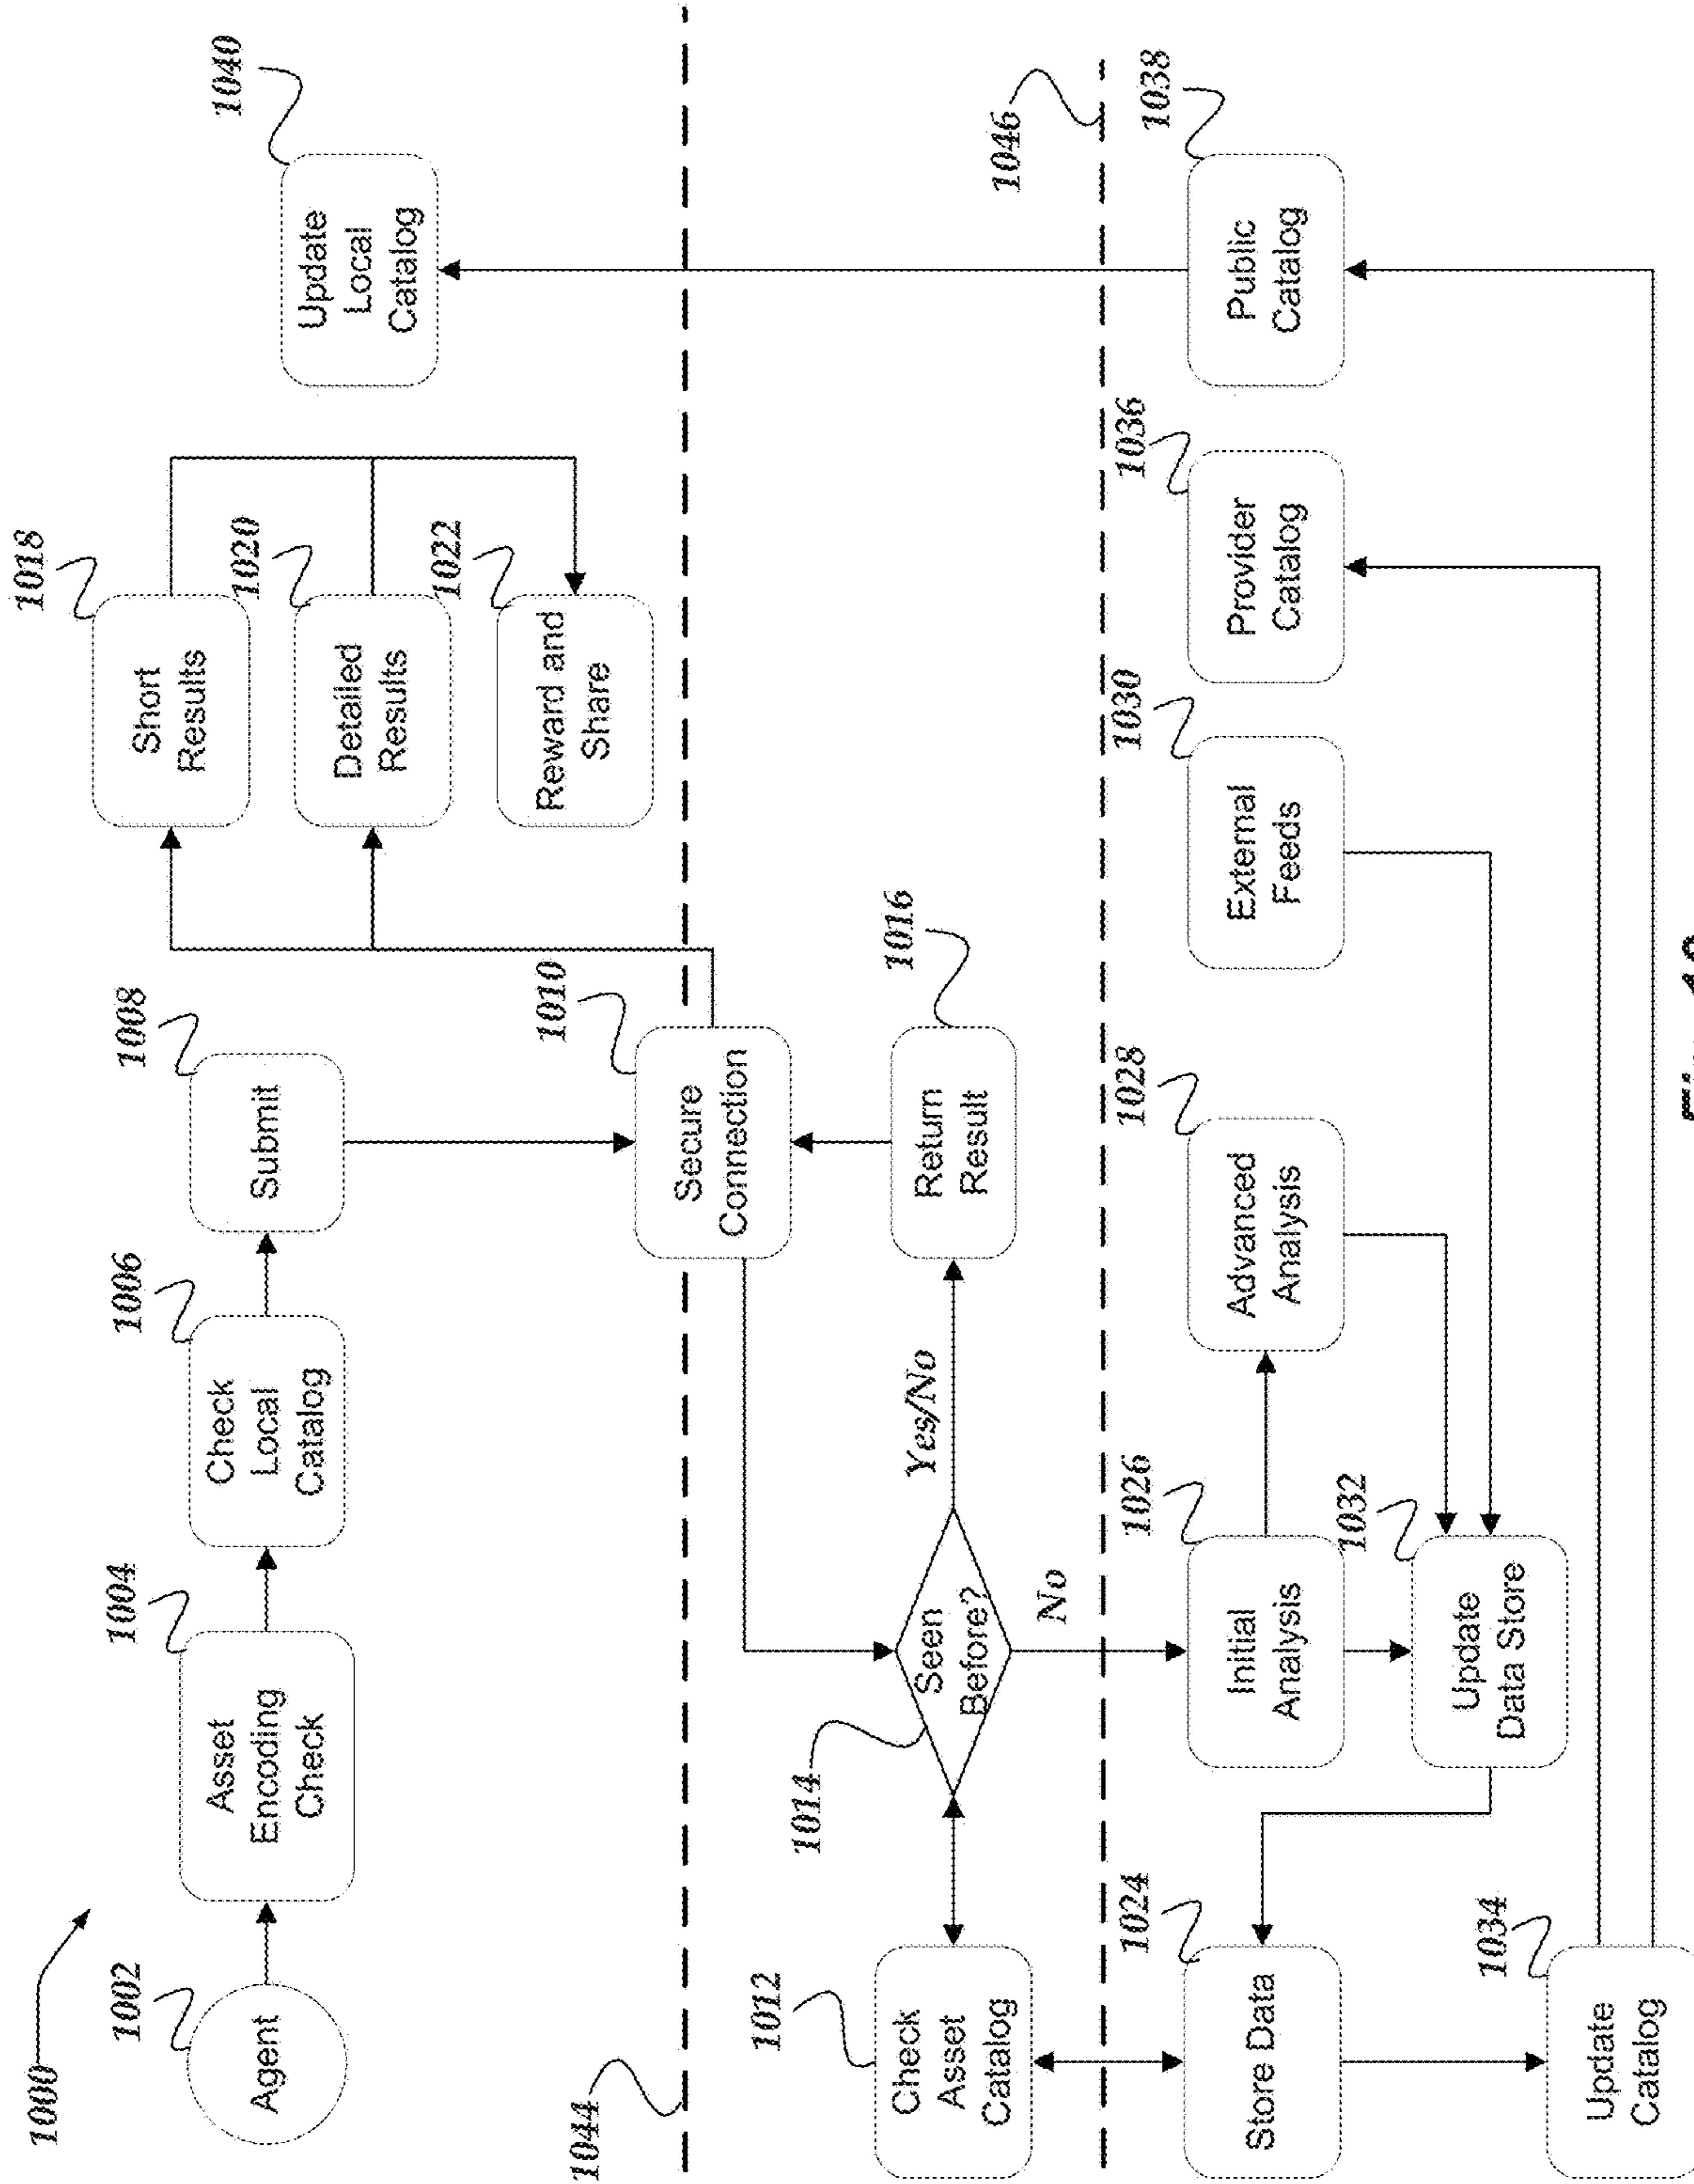 1000
1002
Agent
1004
Asset
Encoding
Check
1006
Check
Local
Catalog
1008
Submit
1018
Short
Results
1020
Detailed
Results
1022
Reward and
Share
1040
Update
Local
Catalog
1044
1010
Secure
Connection
1012
Check
Asset
Catalog
1014
Seen
Before?
Yes/No
No
1016
Return
Result
1046
1024
Store Data
1026
Initial
Analysis
1028
Advanced
Analysis
1030
External
Feeds
1036
Provider
Catalog
1038
Public
Catalog
1032
Update
Data Store
1034
Update
Catalog